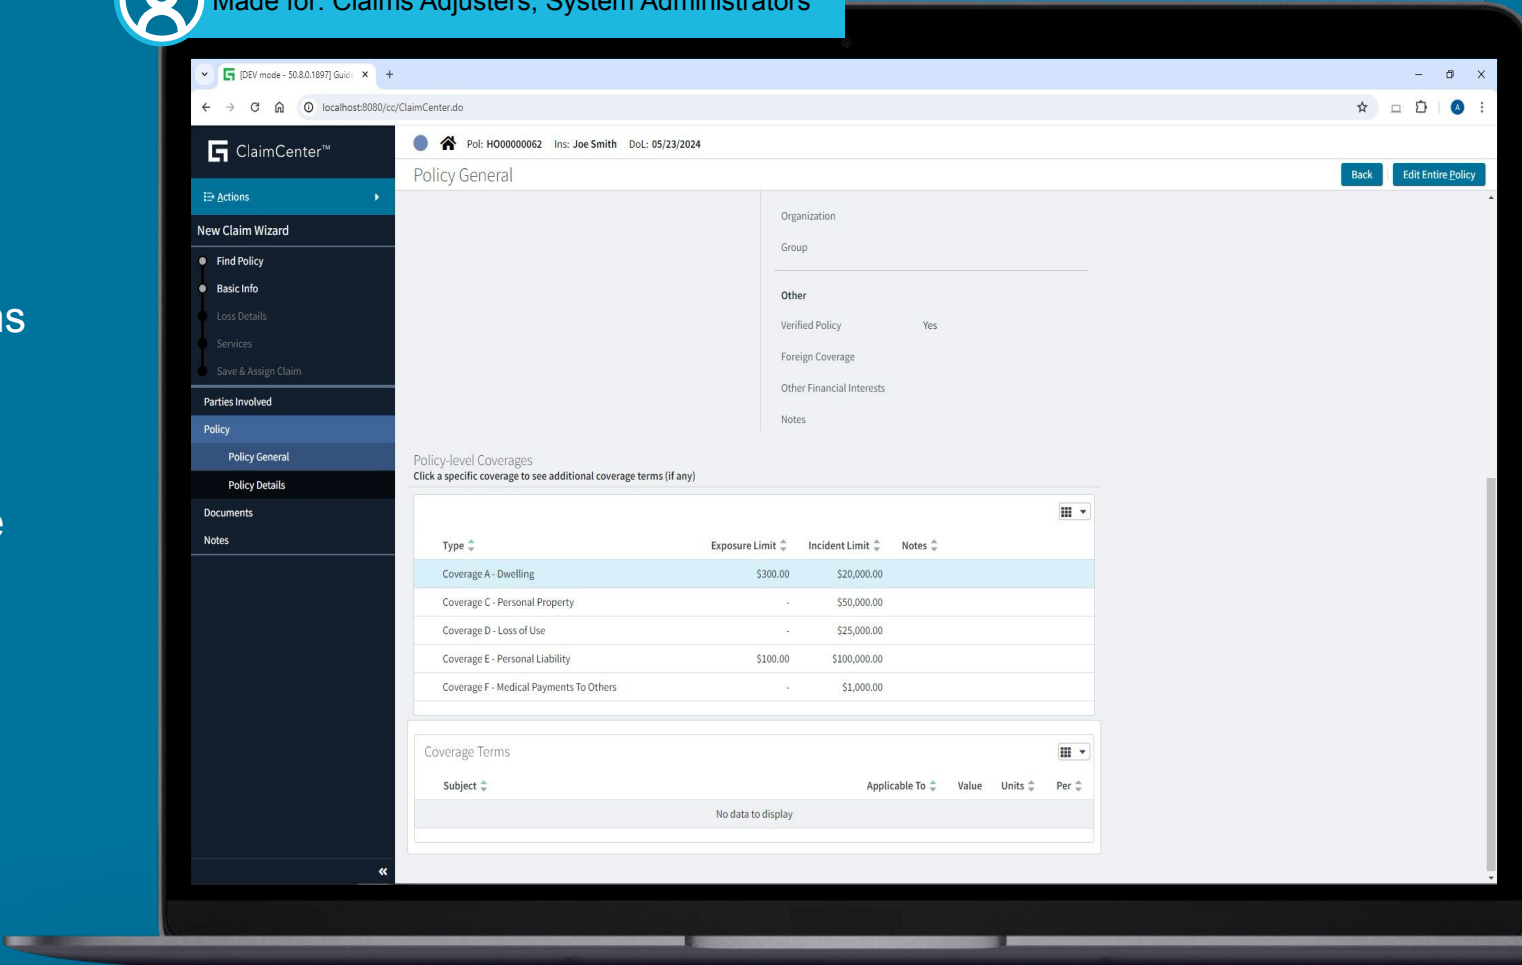 Made for: Claims Adjusters, System Administrators
[DEV mode - 50.8.0.1897] Guide
localhost:8080/cc/ClaimCenter.do
A
ClaimCenter™
Pol: HO00000062 Ins: Joe Smith DoL: 05/23/2024
Policy General
Back
Edit Entire Policy
Actions
New Claim Wizard
Find Policy
Basic Info
Loss Details
Services
Save & Assign Claim
Parties Involved
Policy
Policy General
Policy Details
Documents
Notes
Organization
Group
Other
Verified Policy Yes
Foreign Coverage
Other Financial Interests
Notes
Policy-level Coverages
Click a specific coverage to see additional coverage terms (if any)
Type Exposure Limit Incident Limit Notes
Coverage A - Dwelling $300.00 $20,000.00
Coverage C - Personal Property - $50,000.00
Coverage D - Loss of Use - $25,000.00
Coverage E - Personal Liability $100.00 $100,000.00
Coverage F - Medical Payments To Others - $1,000.00
Coverage Terms
Subject Applicable To Value Units Per
No data to display